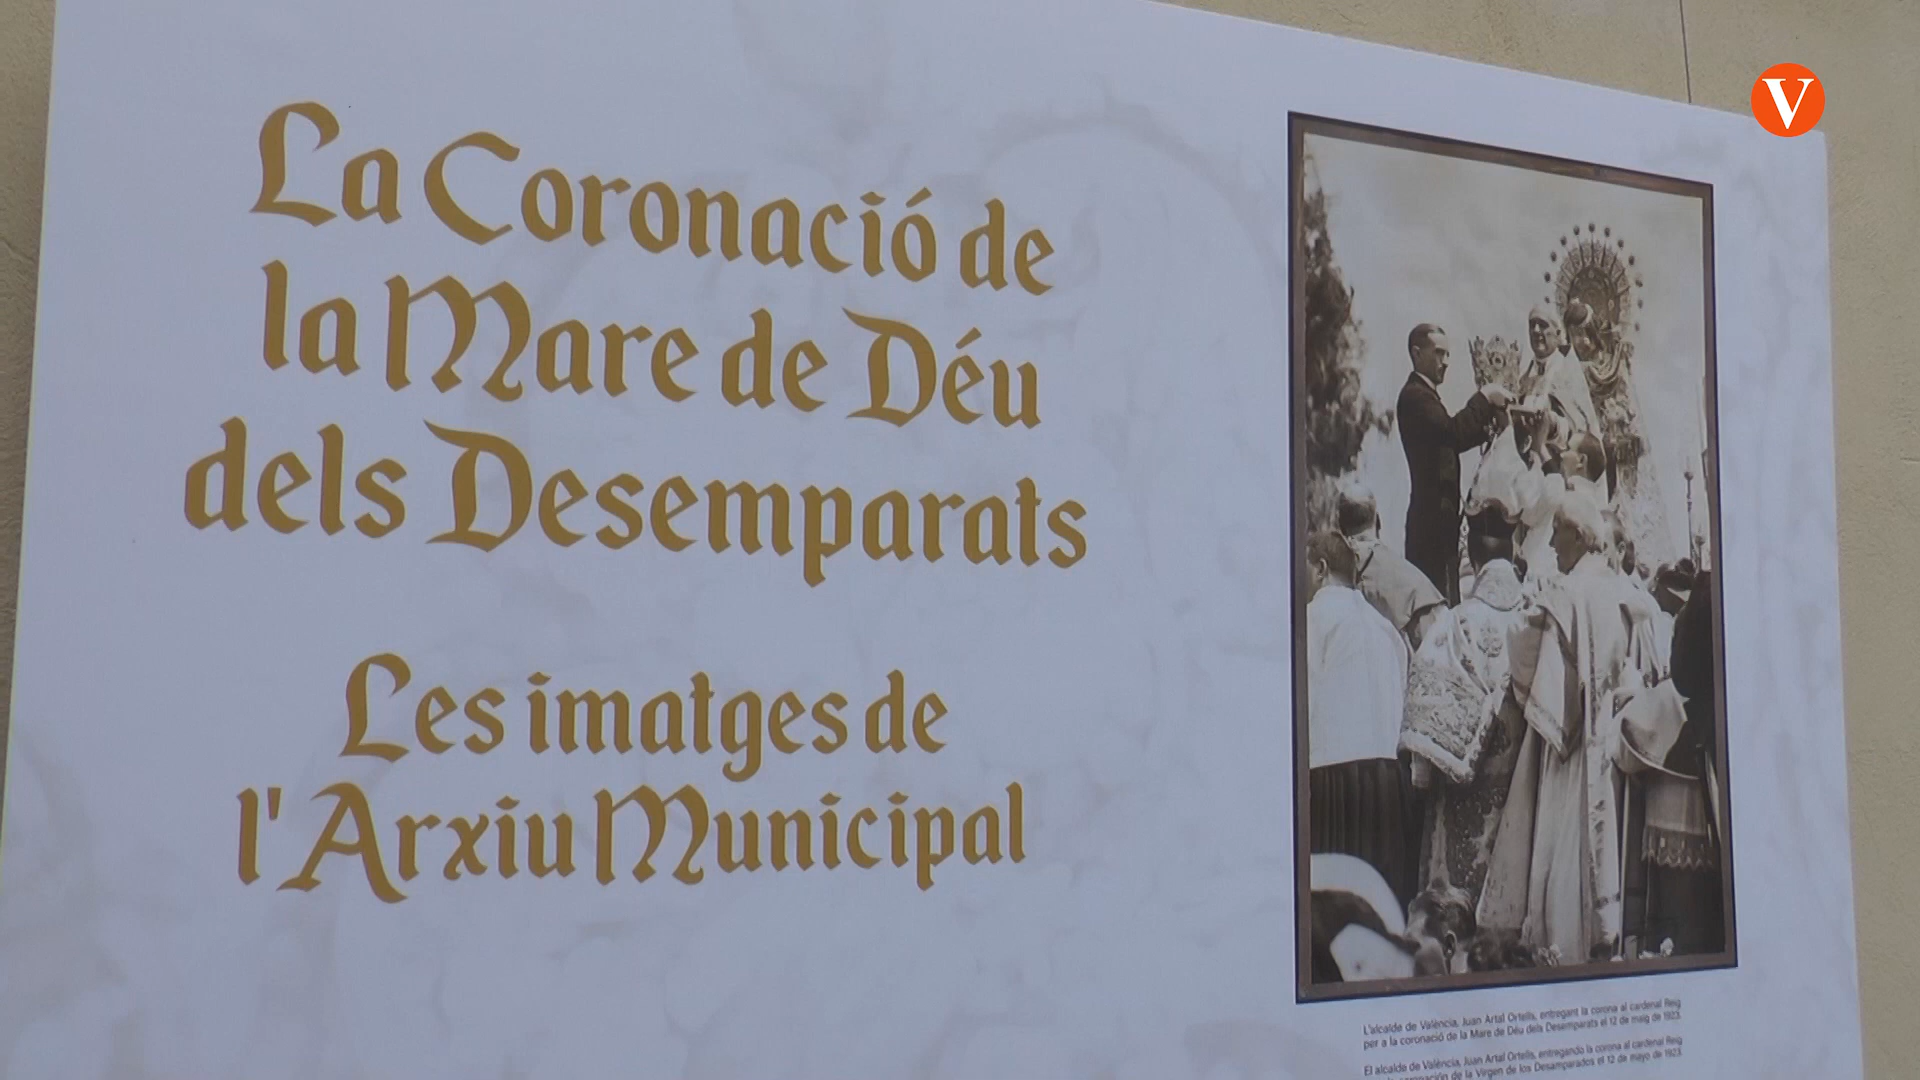 V
La Coronació de
la Mare de Déu
dels Desemparats
Les imatges de
l'Arxiu Municipal
L'alcalde de València, Juan Artal Ortells, entregant la corona al cardenal Reig
per a la coronació de la Mare de Déu dels Desemparats el 12 de maig de 1923.
El alcalde de València, Juan Artal Ortells, entregando la corona al cardenal Reig
coronación de la Virgen de los Desamparados el 12 de mayo de 1923.